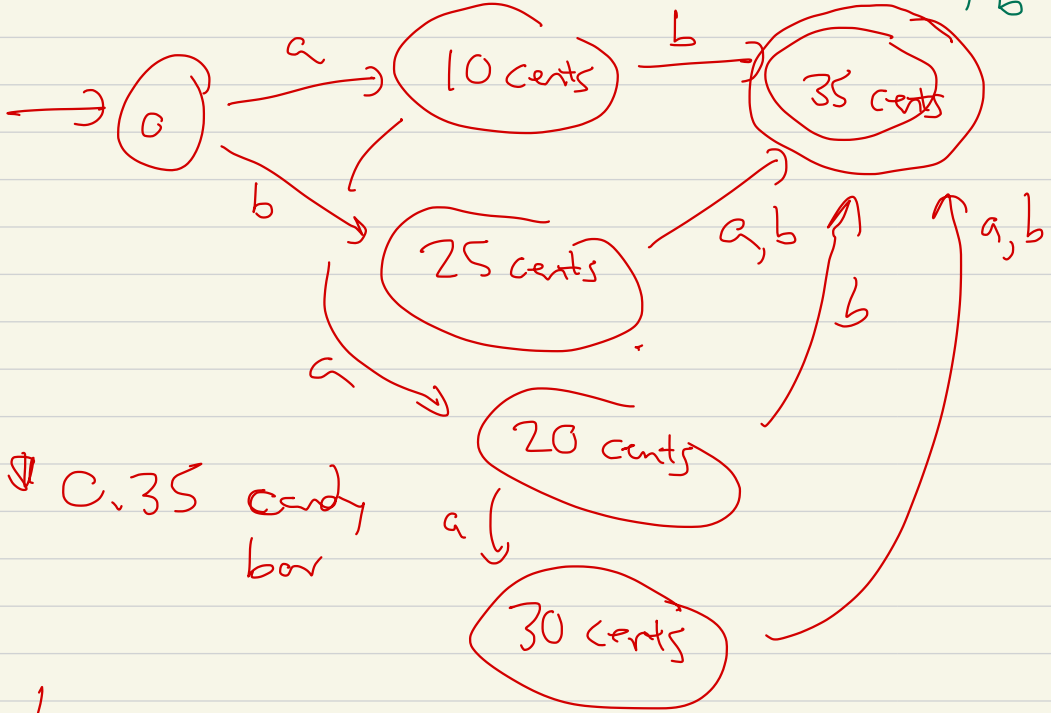 , b
a
10 cents
b
35 cents
0
b
25 cents
a,b
a,b
b
a
20 cents
$ 0.35 candy
bar
a
30 cents